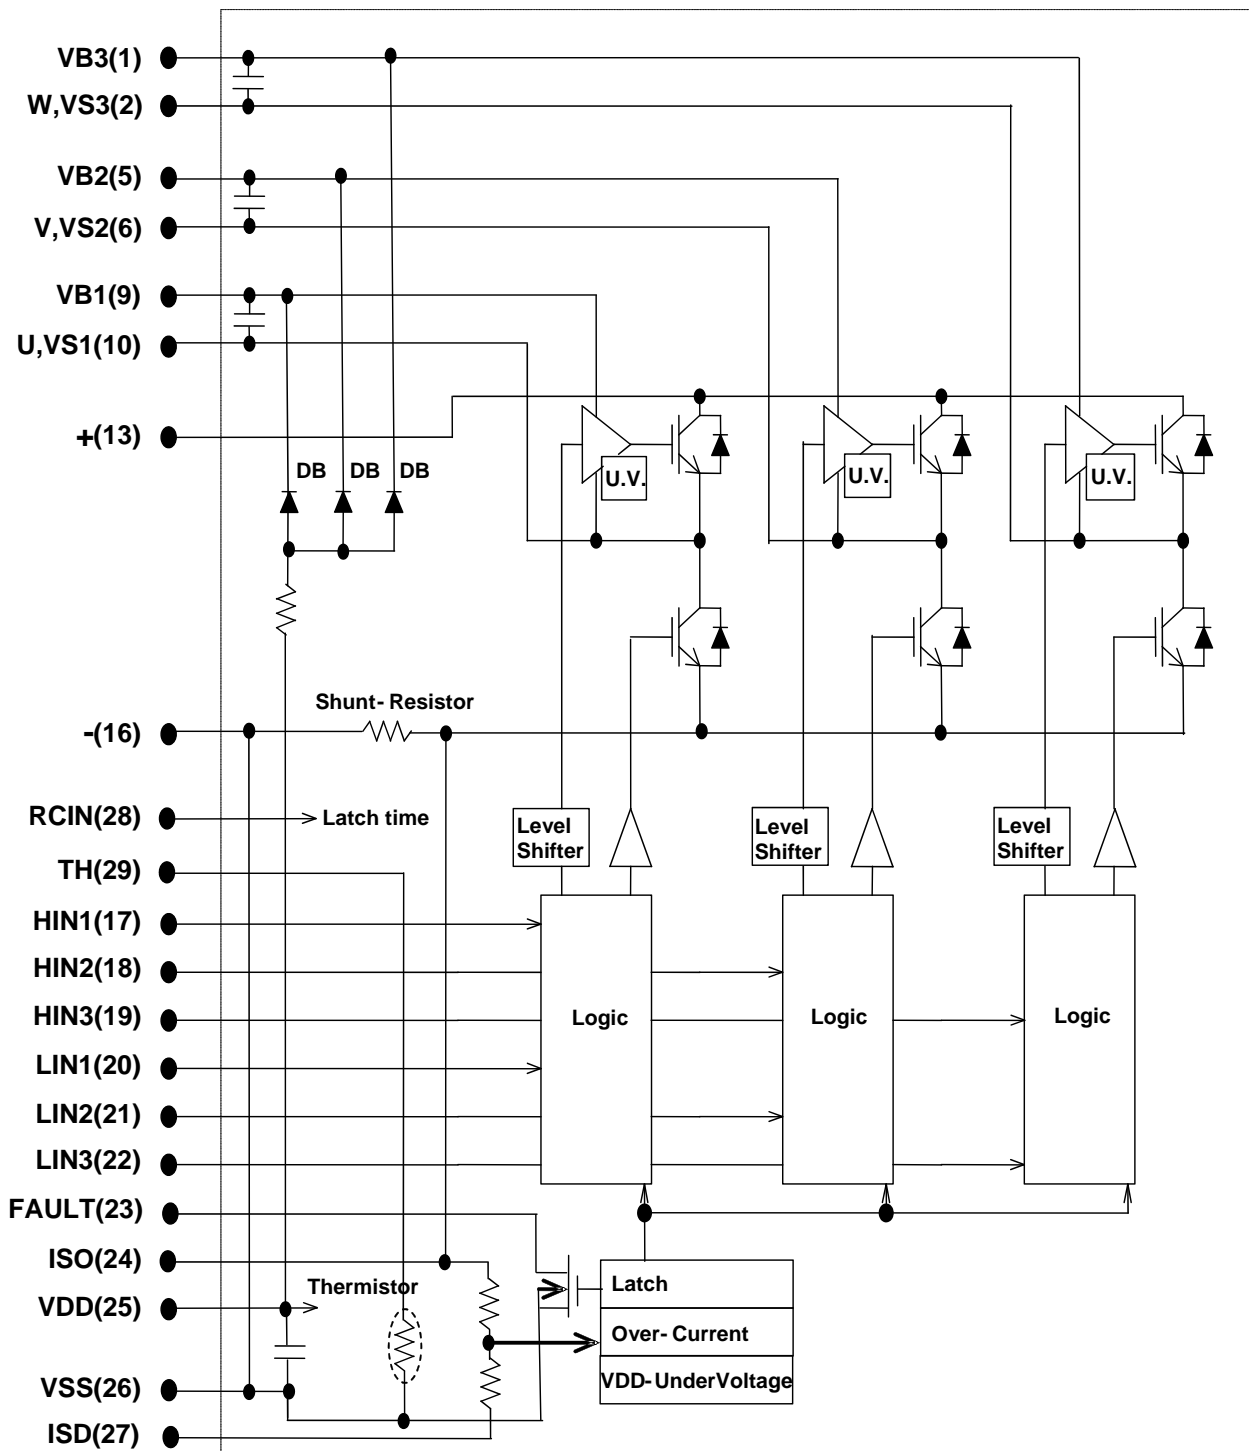 VB3(1)
W,VS3(2)
VB2(5)
V,VS2(6)
VB1(9)
U,VS1(10)
+(13)
DB DB DB
U.V. U.V. U.V.
Shunt-Resistor
-(16)
RCIN(28)
Latch time
Level Shifter
Level Shifter
Level Shifter
TH(29)
HIN1(17)
HIN2(18)
HIN3(19)
Logic Logic Logic
LIN1(20)
LIN2(21)
LIN3(22)
FAULT(23)
ISO(24)
Thermistor
Latch
VDD(25)
Over-Current
VDD-UnderVoltage
VSS(26)
ISD(27)